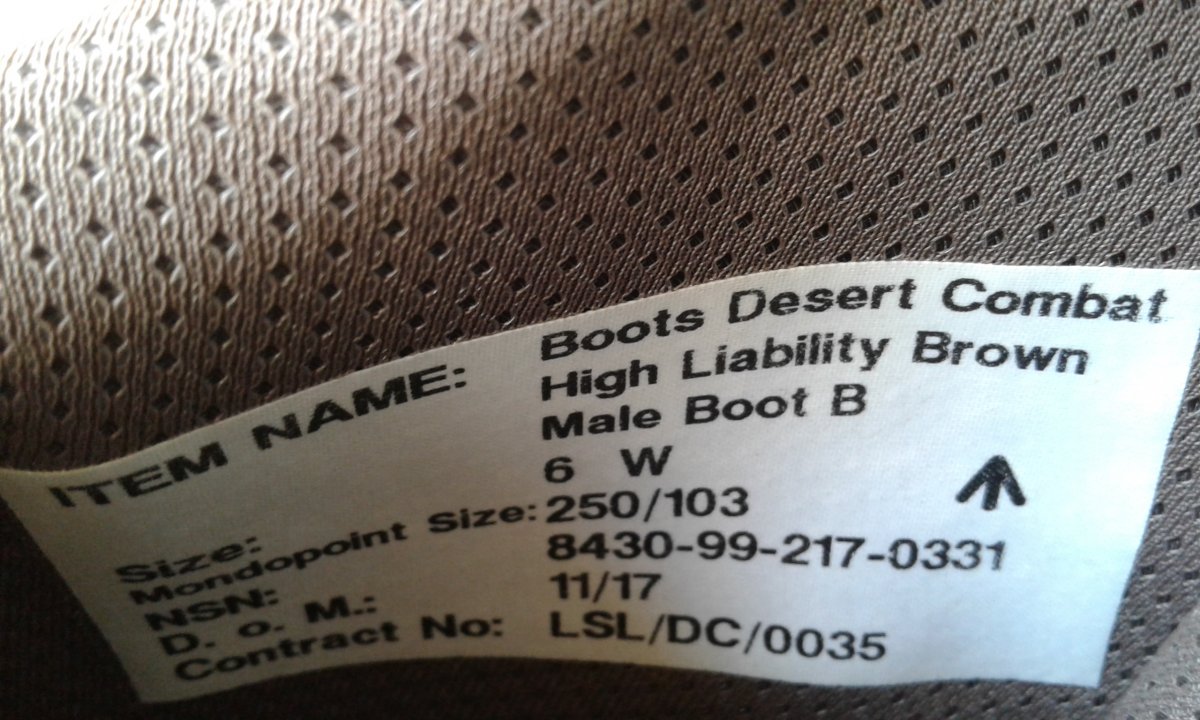 ITEM NAME: Boots Desert Combat
High Liability Brown
Male Boot B
Size: 6 W
Mondopoint Size: 250/103
NSN: 8430-99-217-0331
D. o. M.: 11/17
Contract No: LSL/DC/0035